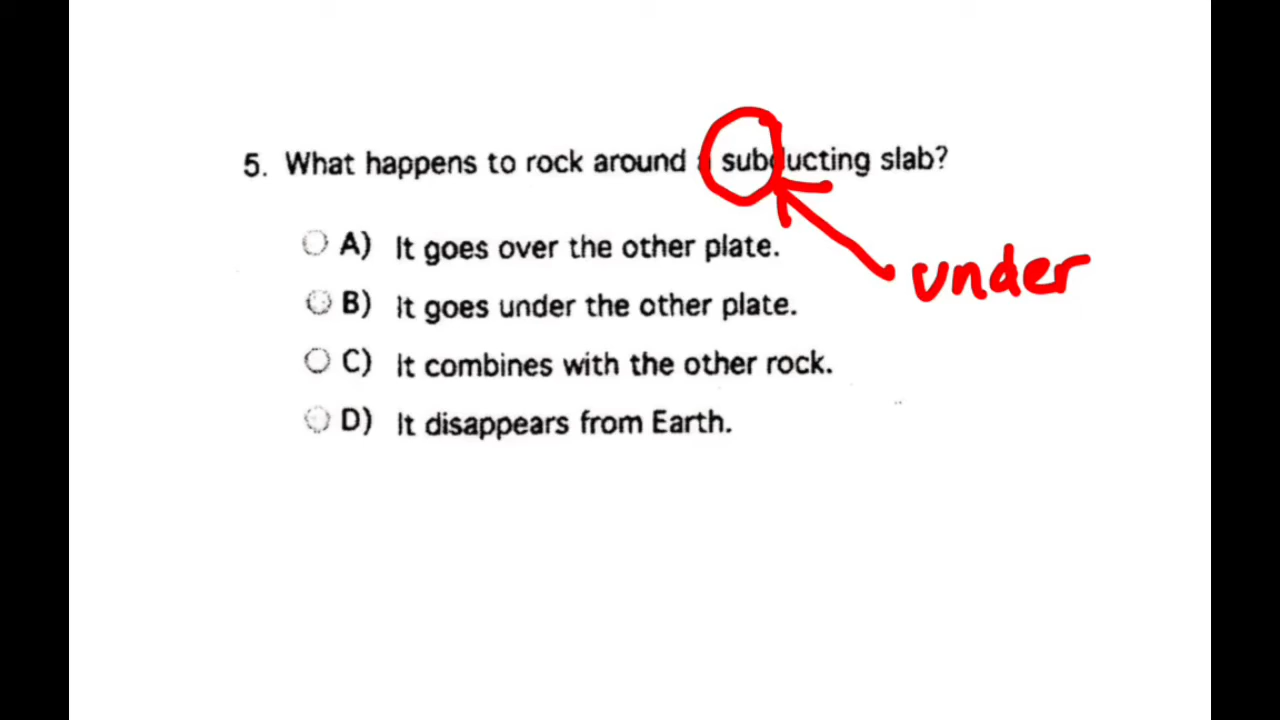 5. What happens to rock around a subducting slab?
A) It goes over the other plate.
under
B) It goes under the other plate.
C) It combines with the other rock.
D) It disappears from Earth.